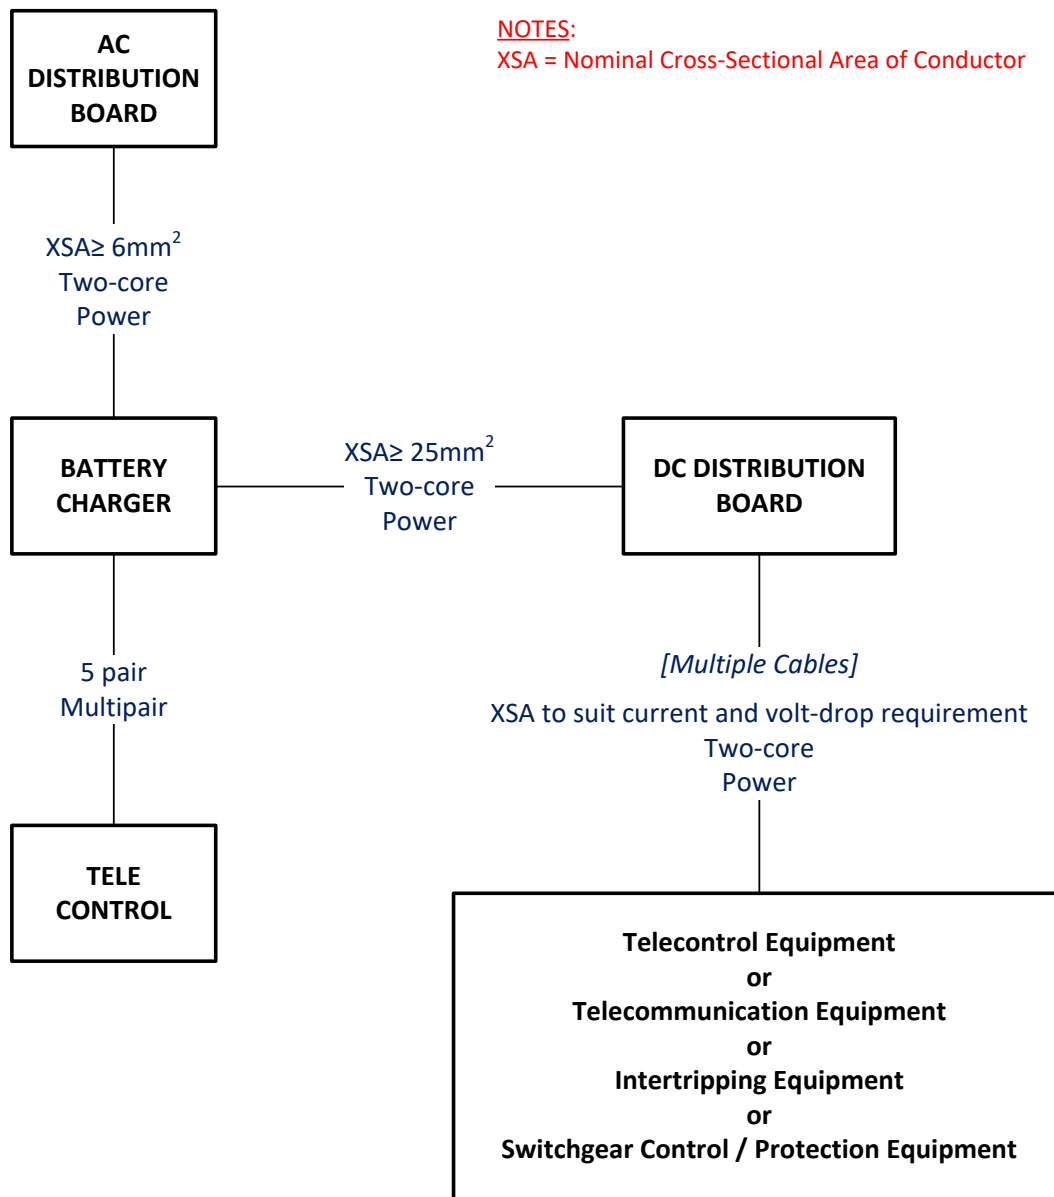 AC
DISTRIBUTION
BOARD
NOTES:
XSA = Nominal Cross-Sectional Area of Conductor
XSA≥ 6mm²
Two-core
Power
BATTERY
CHARGER
XSA≥ 25mm²
Two-core
Power
DC DISTRIBUTION
BOARD
5 pair
Multipair
[Multiple Cables]
XSA to suit current and volt-drop requirement
Two-core
Power
TELE
CONTROL
Telecontrol Equipment
or
Telecommunication Equipment
or
Intertripping Equipment
or
Switchgear Control / Protection Equipment